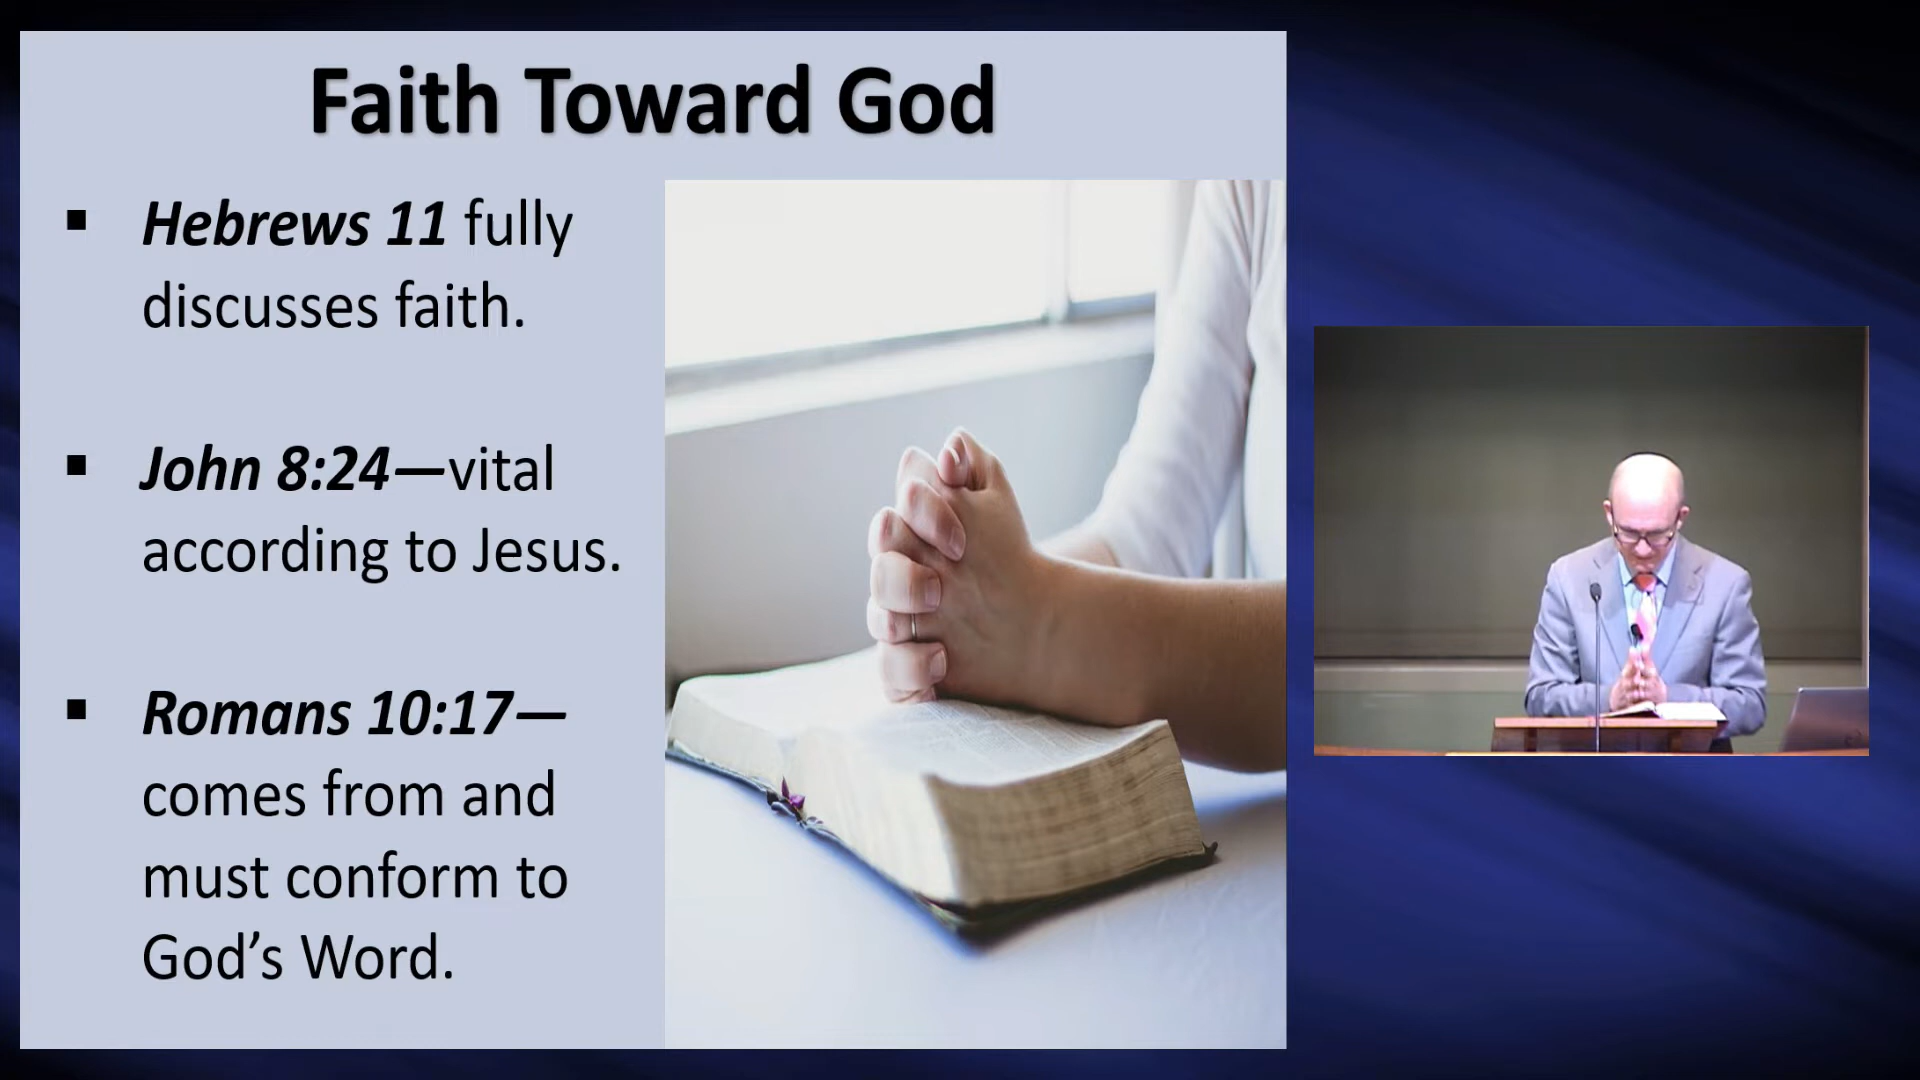 Faith Toward God
▪ Hebrews 11 fully
discusses faith.
▪ John 8:24—vital
according to Jesus.
▪ Romans 10:17—
comes from and
must conform to
God’s Word.